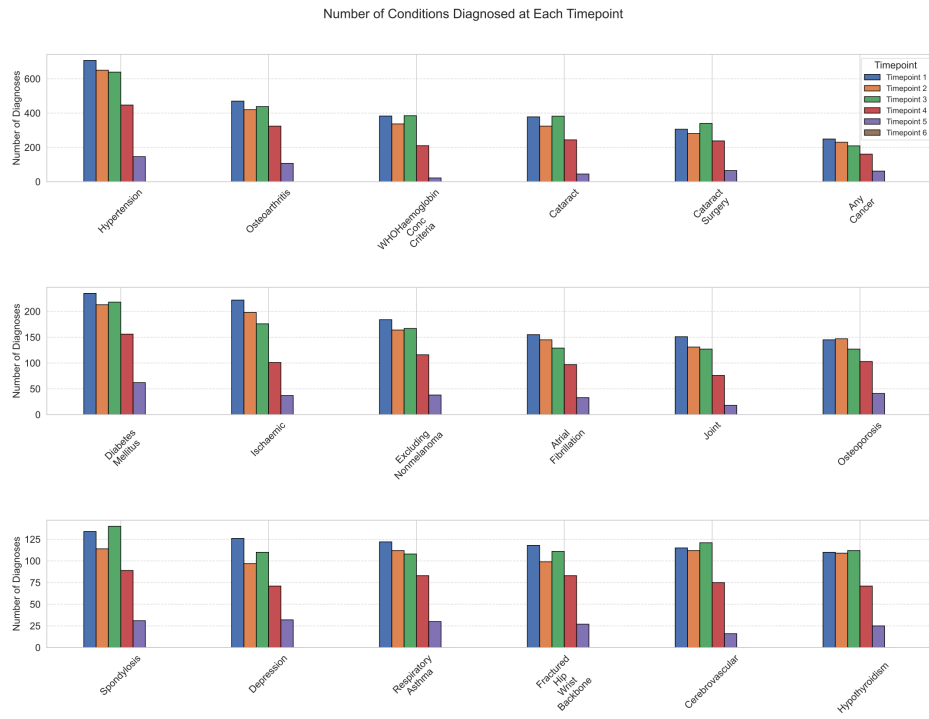 Number of Conditions Diagnosed at Each Timepoint
Number of Diagnoses
600
400
200
0
Timepoint
Timepoint 1
Timepoint 2
Timepoint 3
Timepoint 4
Timepoint 5
Timepoint 6
Hypertension
Osteoarthritis
WHOHaemoglobin
Conc
Criteria
Cataract
Cataract
Surgery
Any
Cancer
Number of Diagnoses
200
150
100
50
0
Diabetes
Mellitus
Ischaemic
Excluding
Nonmelanoma
Atrial
Fibrillation
Joint
Osteoporosis
Number of Diagnoses
125
100
75
50
25
0
Spondylosis
Depression
Respiratory
Asthma
Fractured
Hip
Wrist
Backbone
Cerebrovascular
Hypothyroidism